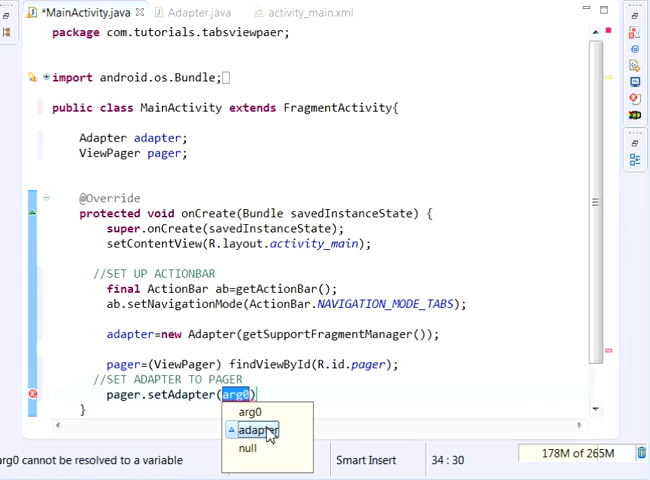 *MainActivity.java
Adapter.java
activity_main.xml
package com.tutorials.tabsviewpaer;
import android.os.Bundle;
public class MainActivity extends FragmentActivity{
Adapter adapter;
ViewPager pager;
@Override
protected void onCreate(Bundle savedInstanceState) {
super.onCreate(savedInstanceState);
setContentView(R.layout.activity_main);
//SET UP ACTIONBAR
final ActionBar ab=getActionBar();
ab.setNavigationMode(ActionBar.NAVIGATION_MODE_TABS);
adapter=new Adapter(getSupportFragmentManager());
pager=(ViewPager) findViewById(R.id.pager);
//SET ADAPTER TO PAGER
pager.setAdapter(arg0)
}
arg0
adapter
null
arg0 cannot be resolved to a variable
Smart Insert
34 : 30
178M of 265M